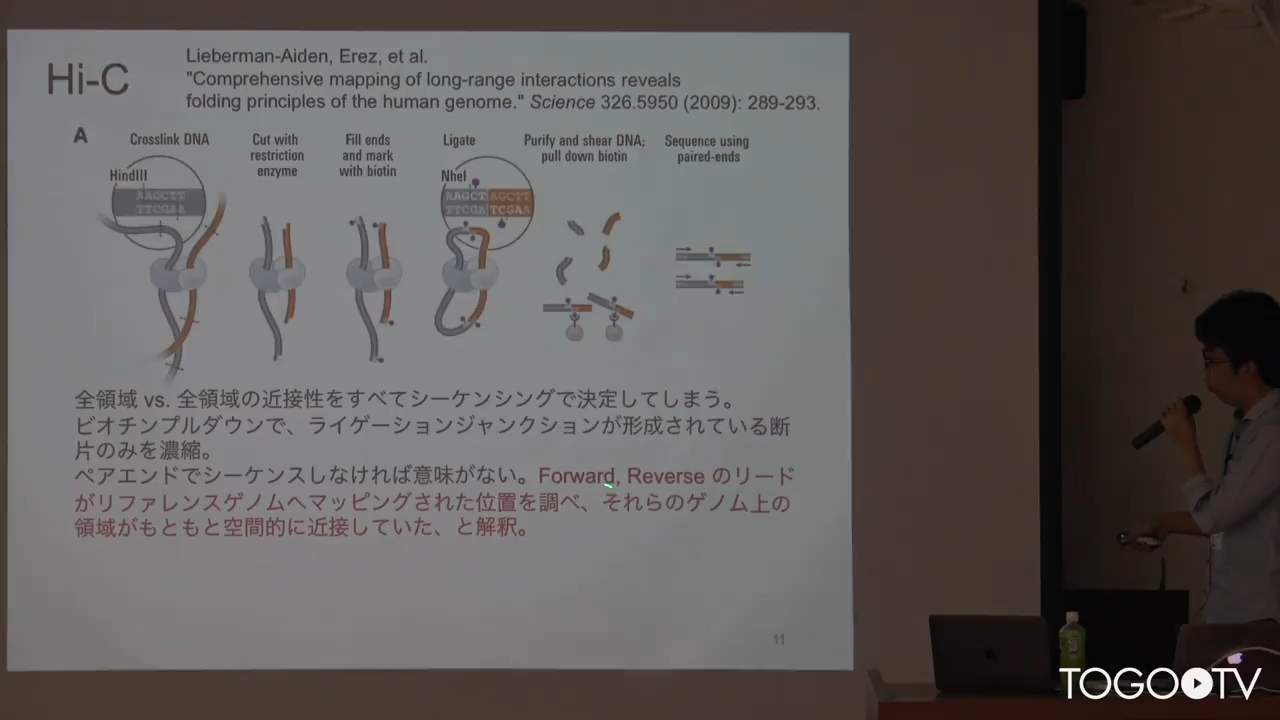 Hi-C
Lieberman-Aiden, Erez, et al.
"Comprehensive mapping of long-range interactions reveals
folding principles of the human genome." Science 326.5950 (2009): 289-293.
A
Crosslink DNA
Cut with
restriction
enzyme
Fill ends
and mark
with biotin
Ligate
Purify and shear DNA;
pull down biotin
Sequence using
paired-ends
HindIII
AAGCTT
TTCGAA
NheI
AAGCT AGCTT
TTCGA TCGAA
全領域 vs. 全領域の近接性をすべてシーケンシングで決定してしまう。
ビオチンプルダウンで、ライゲーションジャンクションが形成されている断
片のみを濃縮。
ペアエンドでシーケンスしなければ意味がない。Forward, Reverse のリード
がリファレンスゲノムへマッピングされた位置を調べ、それらのゲノム上の
領域がもともと空間的に近接していた、と解釈。
11
TOGO TV